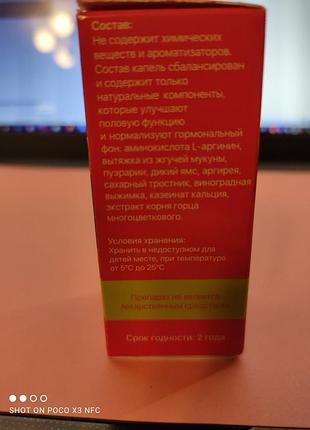 Состав:
Не содержит химических
веществ и ароматизаторов.
Состав капель сбалансирован
и содержит только
натуральные компоненты,
которые улучшают
половую функцию
и нормализуют гормональный
фон: аминокислота L-аргинин,
вытяжка из жгучей мукуны,
пуэрарии, дикий ямс, аргирея,
сахарный тростник, виноградная
выжимка, казеинат кальция,
экстракт корня горца
многоцветкового.
Условия хранения:
Хранить в недоступном для
детей месте, при температуре
от 5°С до 25°С
Препарат не является
лекарственным средством.
Срок годности: 2 года
SHOT ON POCO X3 NFC